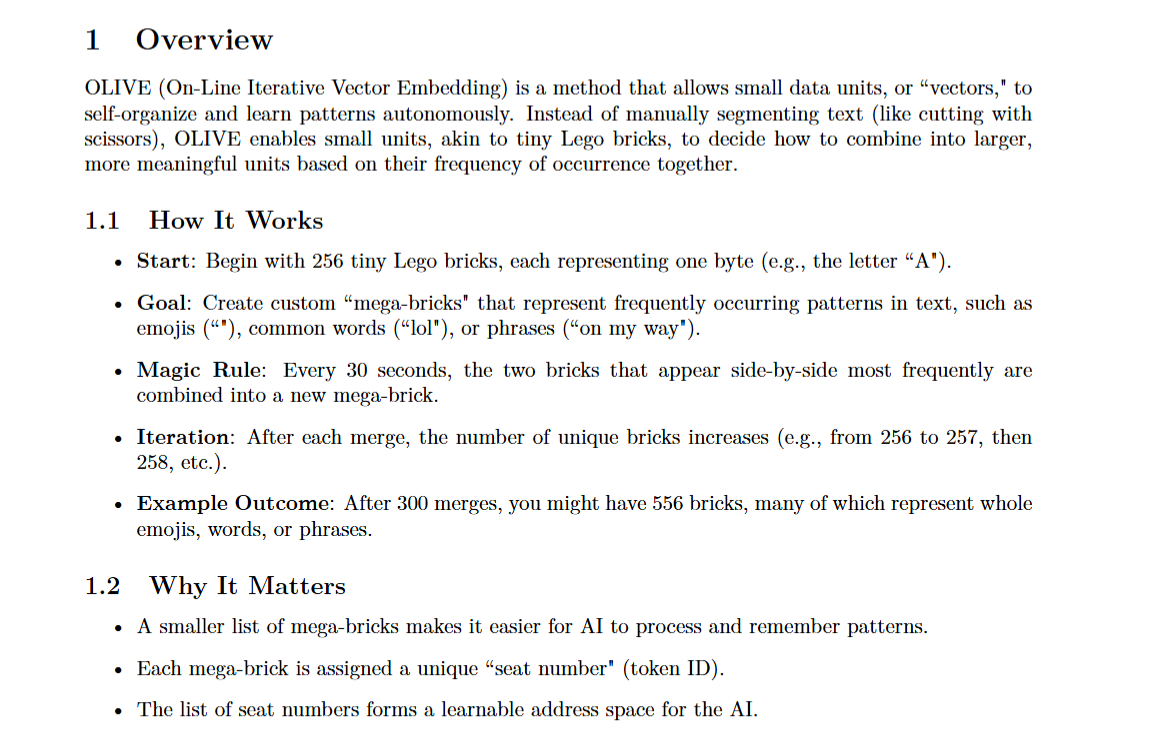 1 Overview
OLIVE (On-Line Iterative Vector Embedding) is a method that allows small data units, or “vectors," to
self-organize and learn patterns autonomously. Instead of manually segmenting text (like cutting with
scissors), OLIVE enables small units, akin to tiny Lego bricks, to decide how to combine into larger,
more meaningful units based on their frequency of occurrence together.
1.1 How It Works
• Start: Begin with 256 tiny Lego bricks, each representing one byte (e.g., the letter “A").
• Goal: Create custom “mega-bricks" that represent frequently occurring patterns in text, such as
emojis (“"), common words (“lol"), or phrases (“on my way").
• Magic Rule: Every 30 seconds, the two bricks that appear side-by-side most frequently are
combined into a new mega-brick.
• Iteration: After each merge, the number of unique bricks increases (e.g., from 256 to 257, then
258, etc.).
• Example Outcome: After 300 merges, you might have 556 bricks, many of which represent whole
emojis, words, or phrases.
1.2 Why It Matters
• A smaller list of mega-bricks makes it easier for AI to process and remember patterns.
• Each mega-brick is assigned a unique “seat number" (token ID).
• The list of seat numbers forms a learnable address space for the AI.